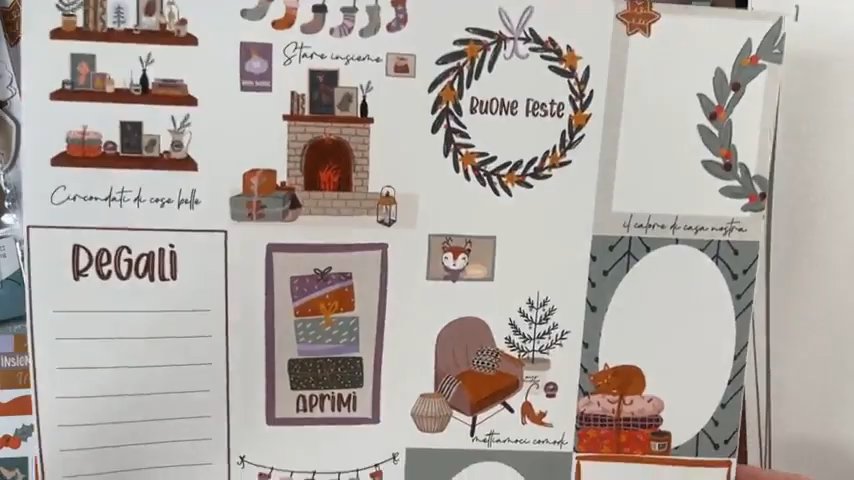 Stare insieme
BUONE FESTE
Circondati di cose belle
il calore di casa nostra
REGALI
APRIMI
mettiamoci comodi